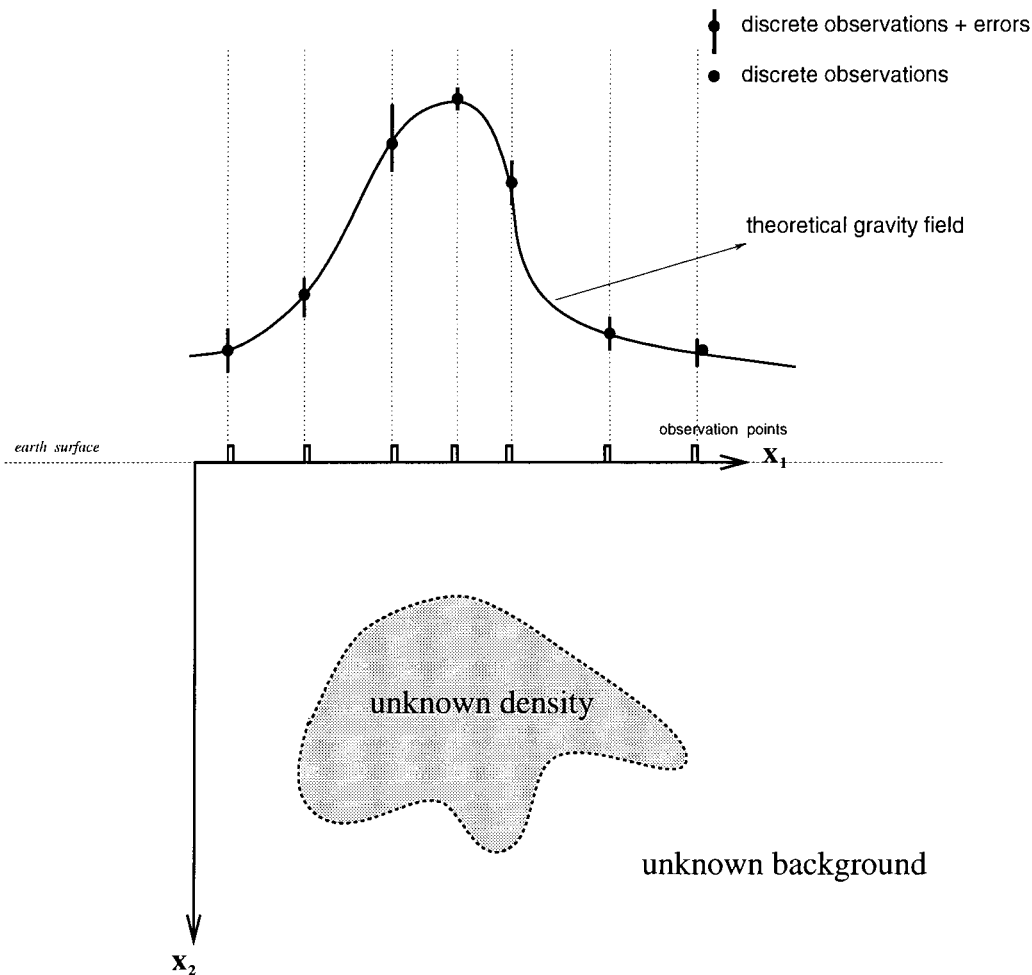 discrete observations + errors
discrete observations
theoretical gravity field
observation points
earth surface
x1
unknown density
unknown background
x2